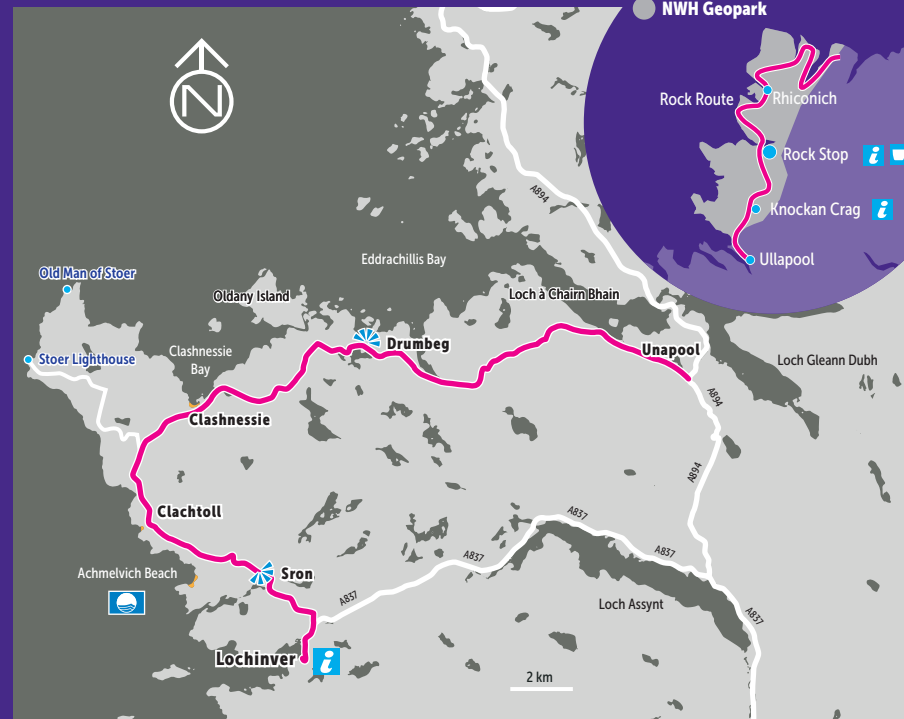 NWH Geopark
N
Rock Route
Rhiconich
Rock Stop
i
Knockan Crag
i
Ullapool
A894
Eddrachillis Bay
Old Man of Stoer
Oldany Island
Loch à Chairn Bhain
Stoer Lighthouse
Clashnessie
Bay
Drumbeg
Unapool
Loch Gleann Dubh
A894
Clashnessie
A894
Clachtoll
A837
A837
A837
Achmelvich Beach
Sron
A837
Loch Assynt
A837
Lochinver
i
2 km